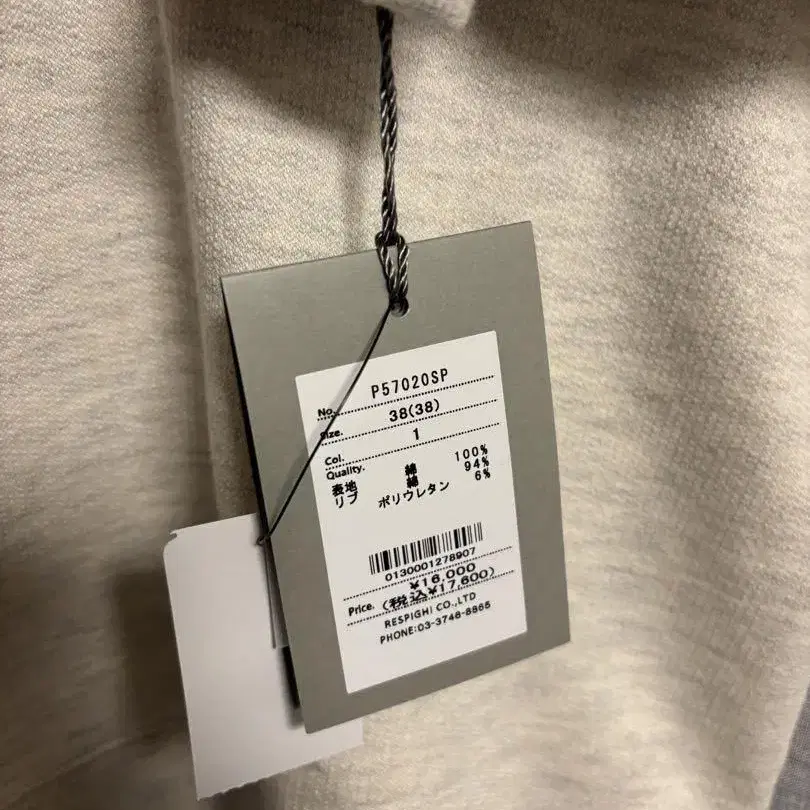 No. P57020SP
Size. 38(38)
Col. 1
Quality.
表地 綿 100%
リブ 綿 94%
ポリウレタン 6%
0130001278907
¥16,000
Price. (税込¥17,600)
RESPIGHI CO.,LTD
PHONE:03-3746-8865